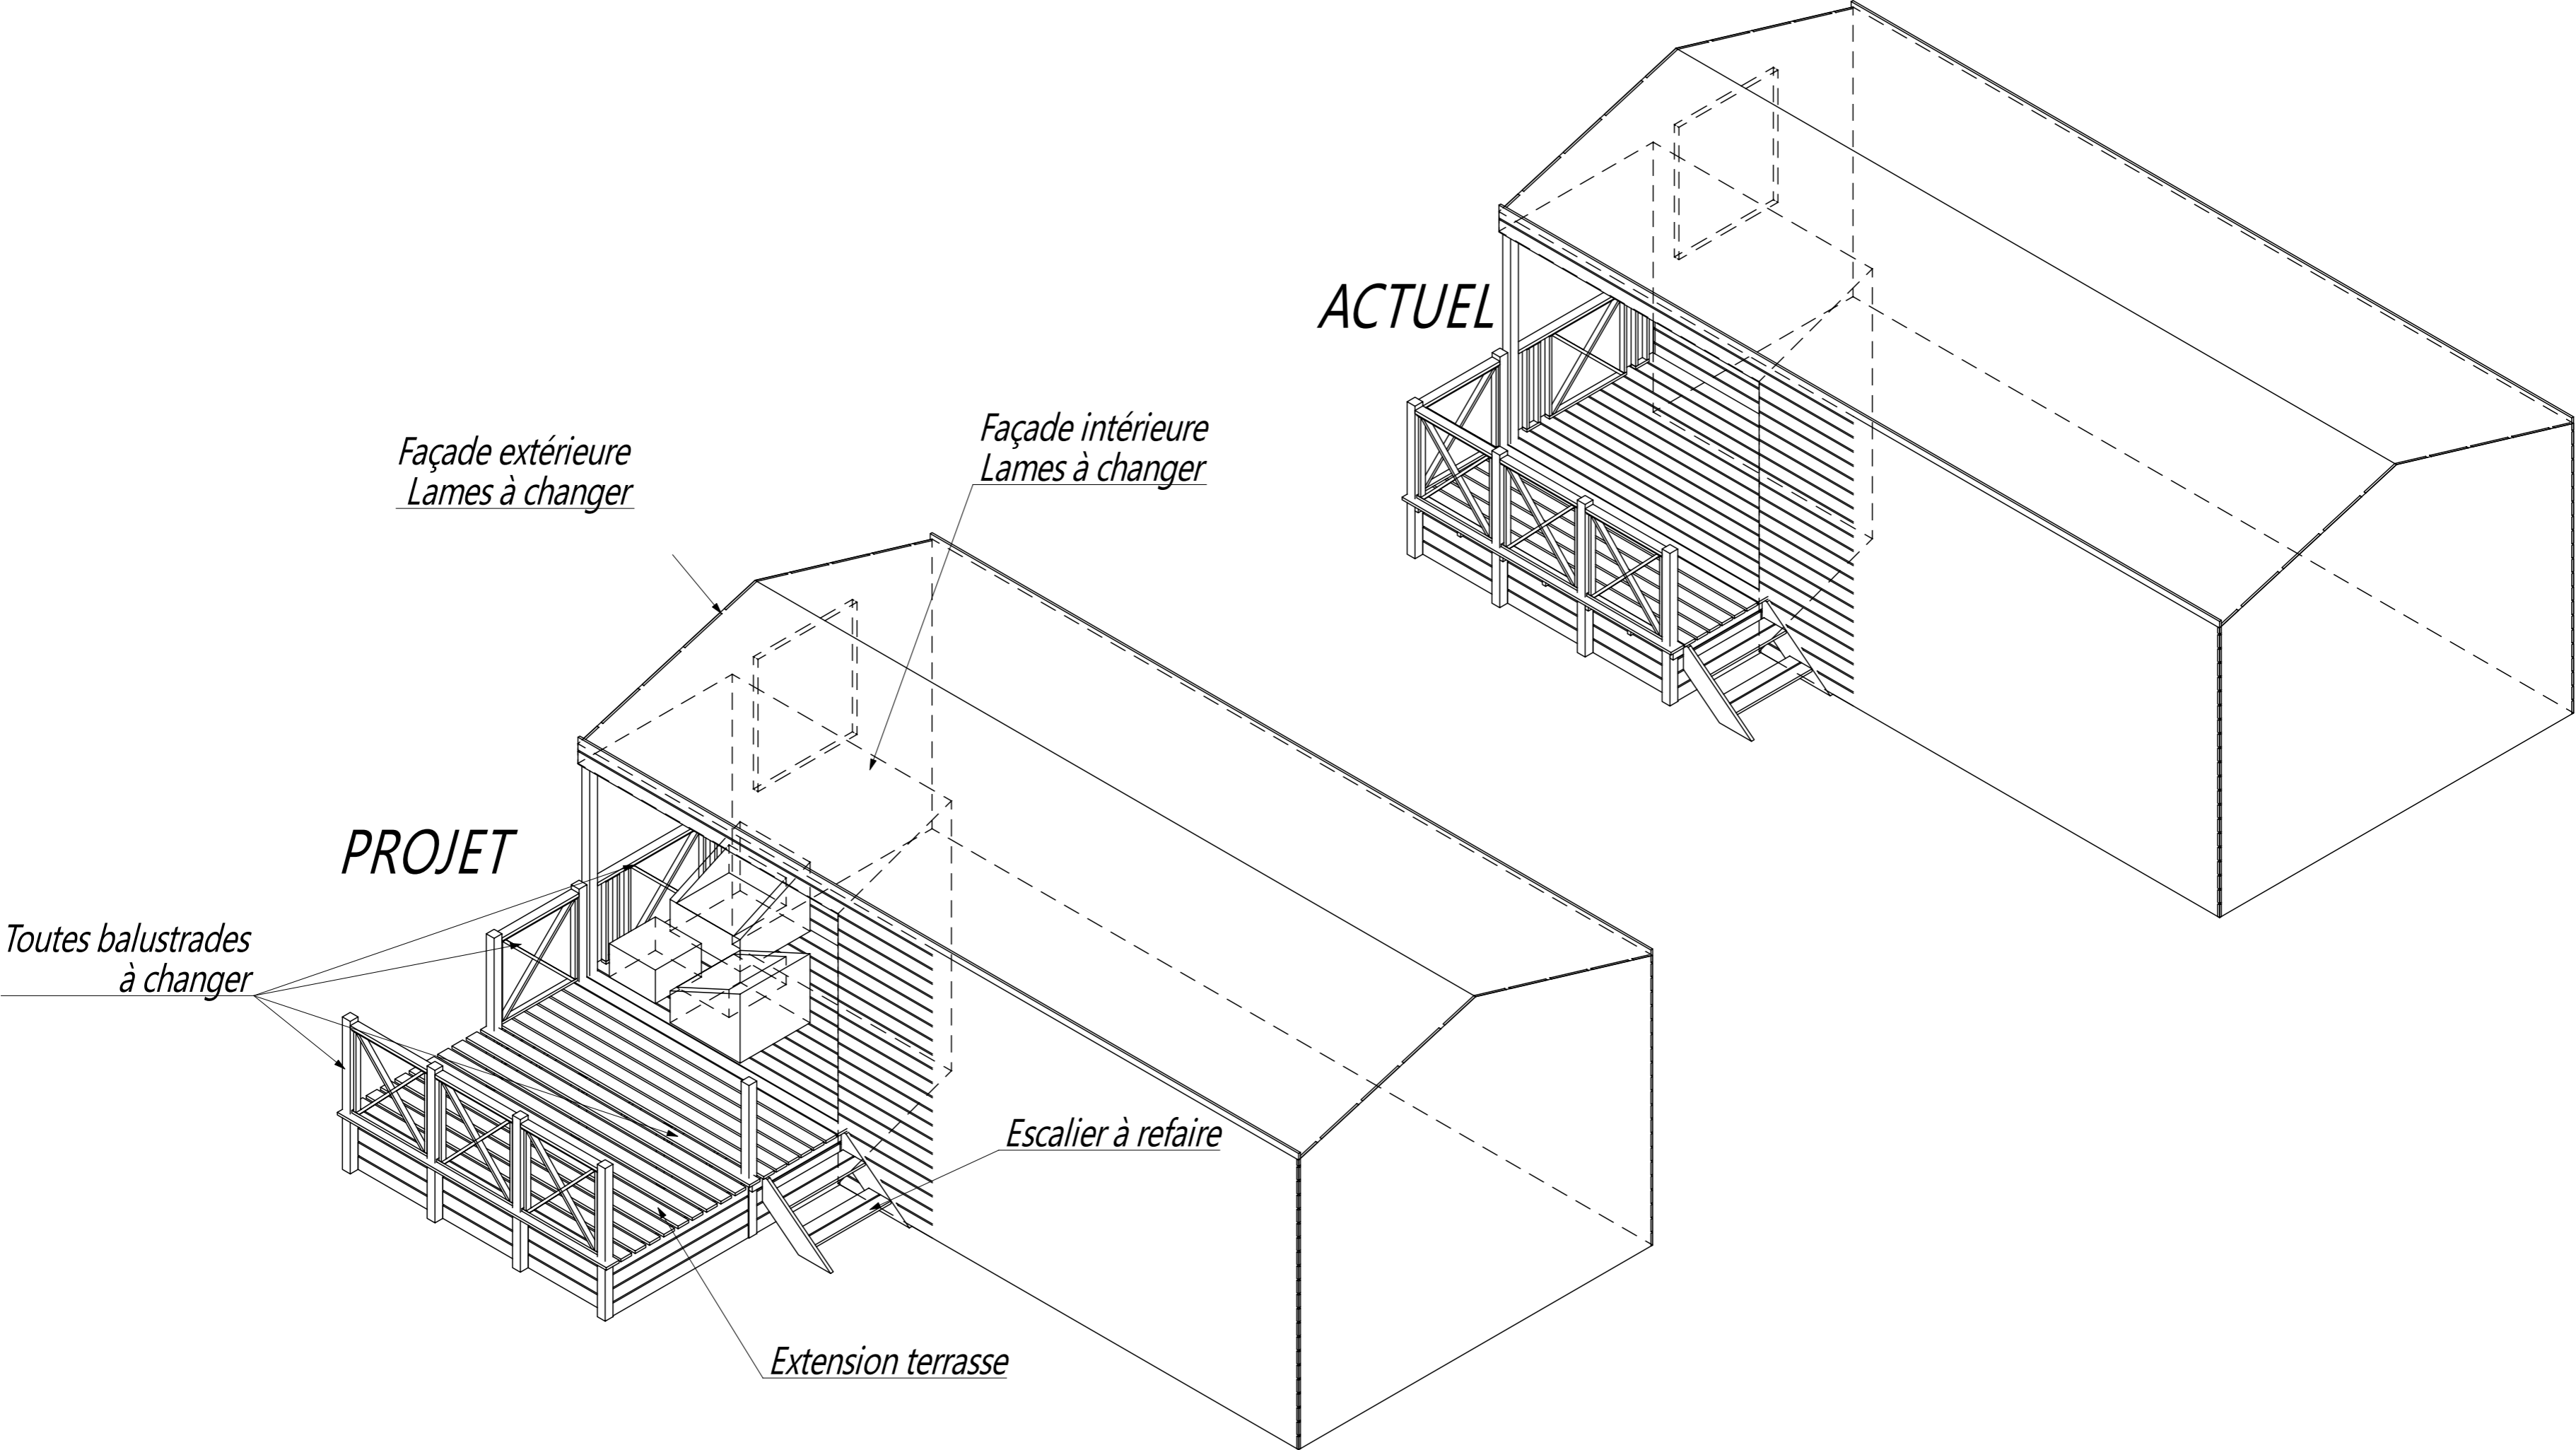 ACTUEL
Façade extérieure
Lames à changer
Façade intérieure
Lames à changer
PROJET
Toutes balustrades
à changer
Escalier à refaire
Extension terrasse